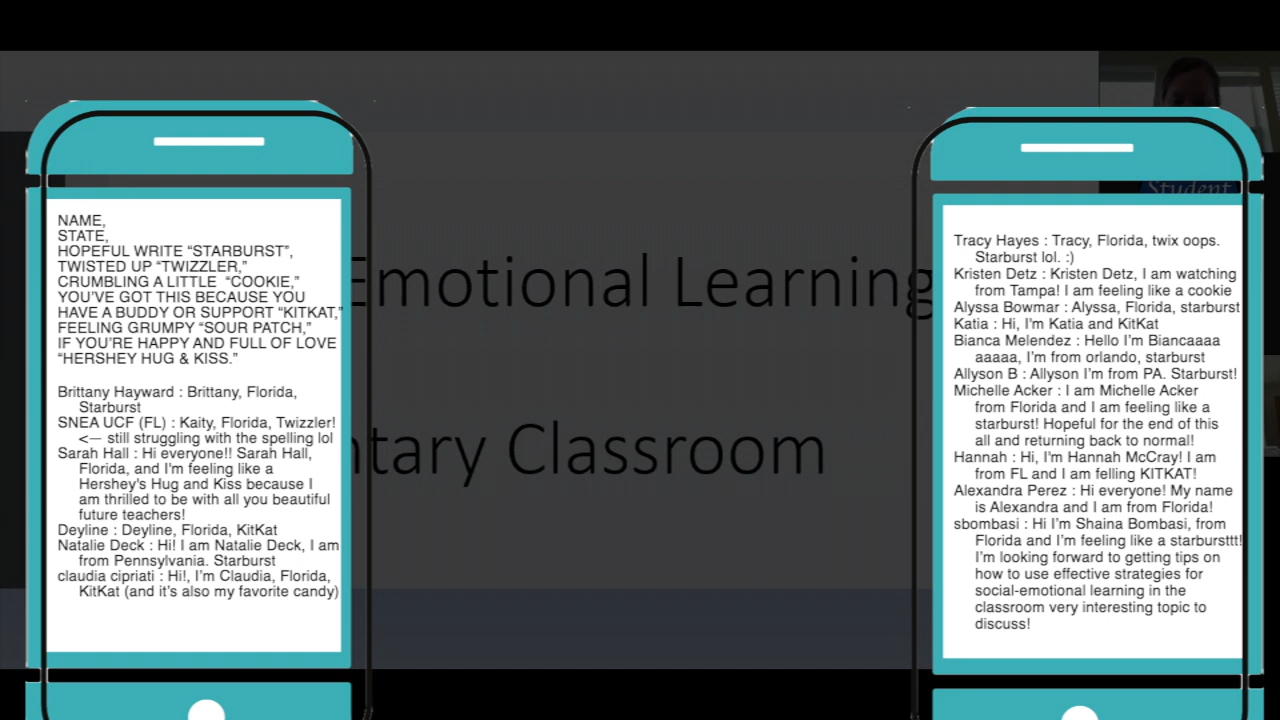 NAME,
STATE,
HOPEFUL WRITE “STARBURST”,
TWISTED UP “TWIZZLER,”
CRUMBLING A LITTLE “COOKIE,”
YOU’VE GOT THIS BECAUSE YOU
HAVE A BUDDY OR SUPPORT “KITKAT,”
FEELING GRUMPY “SOUR PATCH,”
IF YOU’RE HAPPY AND FULL OF LOVE
“HERSHEY HUG & KISS.”
Brittany Hayward : Brittany, Florida,
Starburst
SNEA UCF (FL) : Kaity, Florida, Twizzler!
<— still struggling with the spelling lol
Sarah Hall : Hi everyone!! Sarah Hall,
Florida, and I'm feeling like a
Hershey's Hug and Kiss because I
am thrilled to be with all you beautiful
future teachers!
Deyline : Deyline, Florida, KitKat
Natalie Deck : Hi! I am Natalie Deck, I am
from Pennsylvania. Starburst
claudia cipriati : Hi!, I’m Claudia, Florida,
KitKat (and it’s also my favorite candy)
Emotional Learning
ntary Classroom
Student
Tracy Hayes : Tracy, Florida, twix oops.
Starburst lol. :)
Kristen Detz : Kristen Detz, I am watching
from Tampa! I am feeling like a cookie
Alyssa Bowmar : Alyssa, Florida, starburst
Katia : Hi, I’m Katia and KitKat
Bianca Melendez : Hello I’m Biancaaaa
aaaaa, I’m from orlando, starburst
Allyson B : Allyson I’m from PA. Starburst!
Michelle Acker : I am Michelle Acker
from Florida and I am feeling like a
starburst! Hopeful for the end of this
all and returning back to normal!
Hannah : Hi, I’m Hannah McCray! I am
from FL and I am felling KITKAT!
Alexandra Perez : Hi everyone! My name
is Alexandra and I am from Florida!
sbombasi : Hi I’m Shaina Bombasi, from
Florida and I’m feeling like a starbursttt!
I’m looking forward to getting tips on
how to use effective strategies for
social-emotional learning in the
classroom very interesting topic to
discuss!